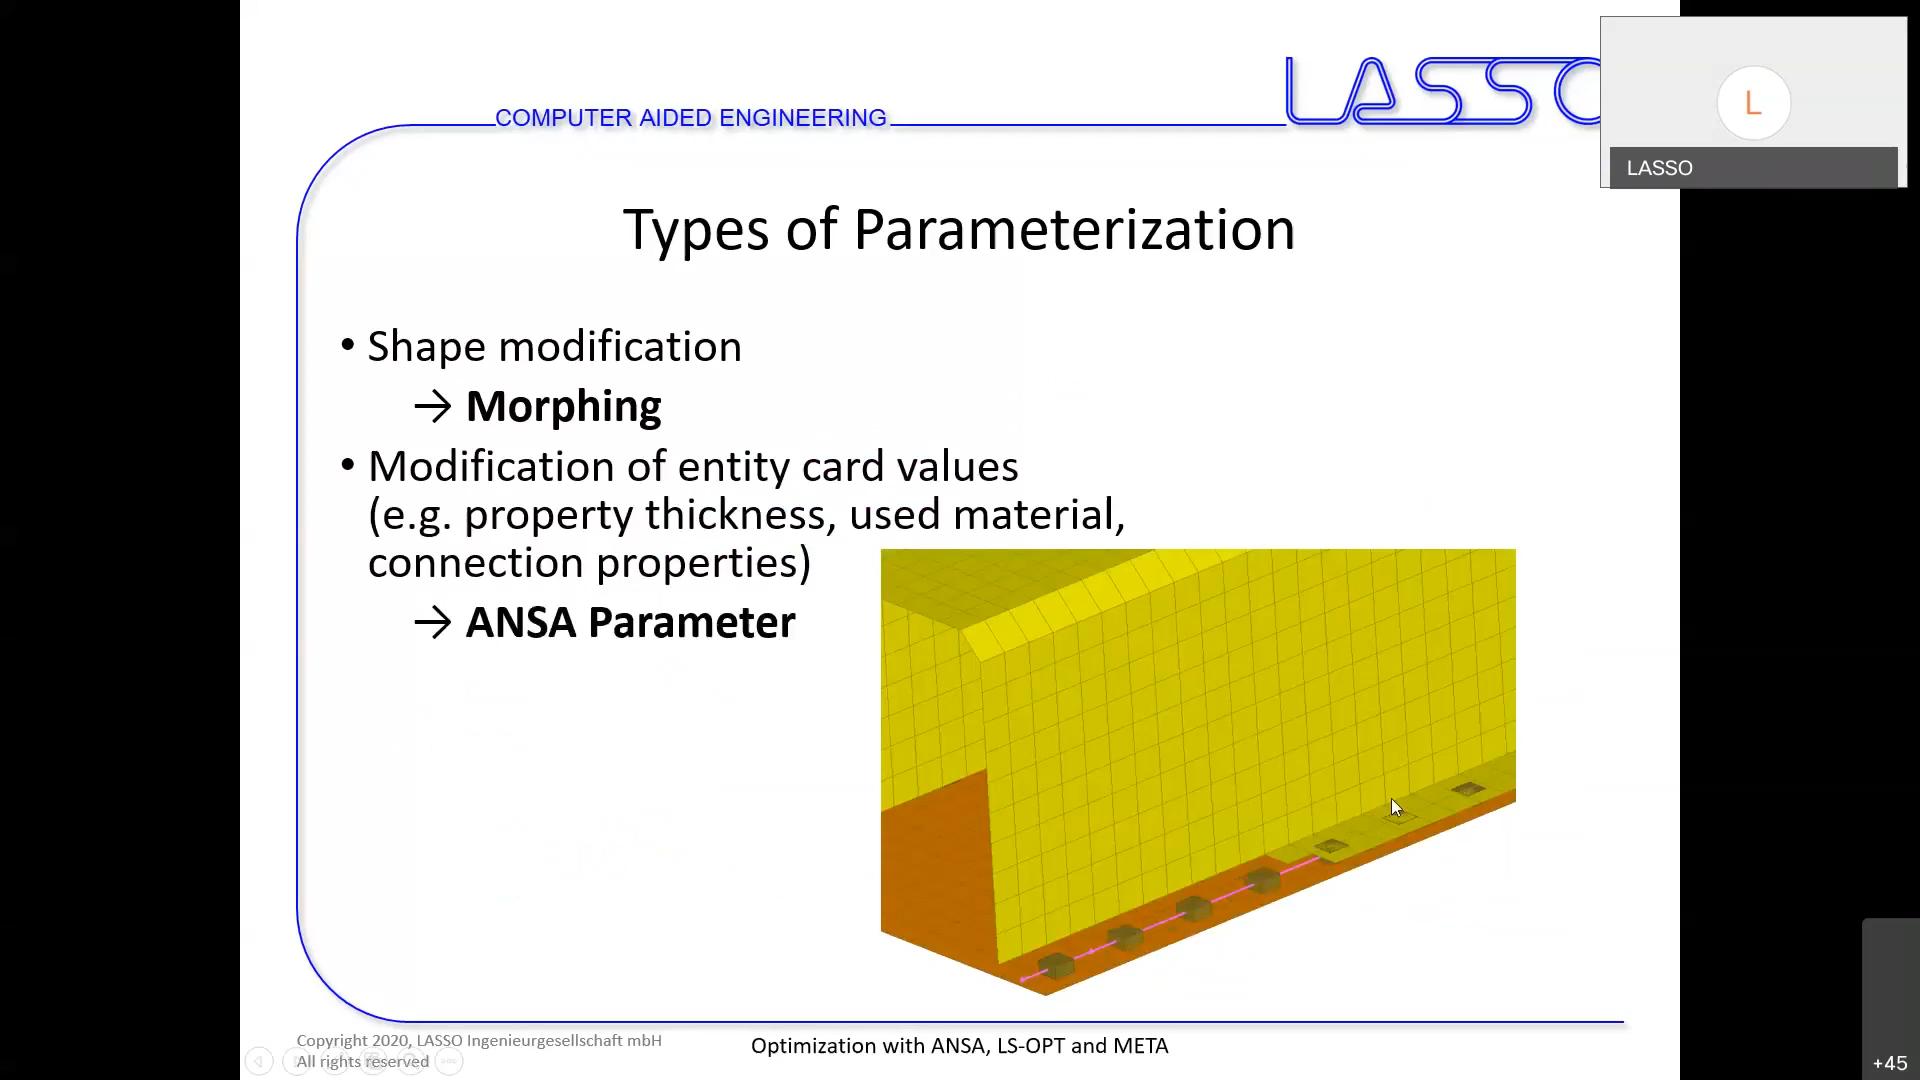 COMPUTER AIDED ENGINEERING
LASSO
L
LASSO
Types of Parameterization
• Shape modification
→ Morphing
• Modification of entity card values
(e.g. property thickness, used material,
connection properties)
→ ANSA Parameter
Copyright 2020, LASSO Ingenieurgesellschaft mbH
All rights reserved
Optimization with ANSA, LS-OPT and META
+45